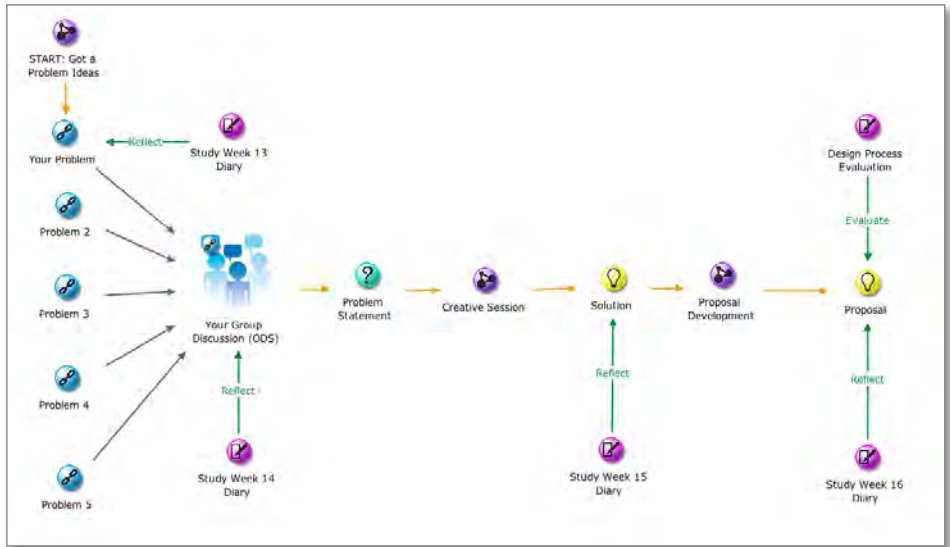 START: Got a
Problem Ideas
Your Problem
Reflect
Study Week 13
Diary
Design Process
Evaluation
Problem 2
Evaluate
Problem 3
Your Group
Discussion (ODS)
Problem
Statement
Creative Session
Solution
Proposal
Development
Proposal
Problem 4
Reflect
Reflect
Reflect
Problem 5
Study Week 14
Diary
Study Week 15
Diary
Study Week 16
Diary